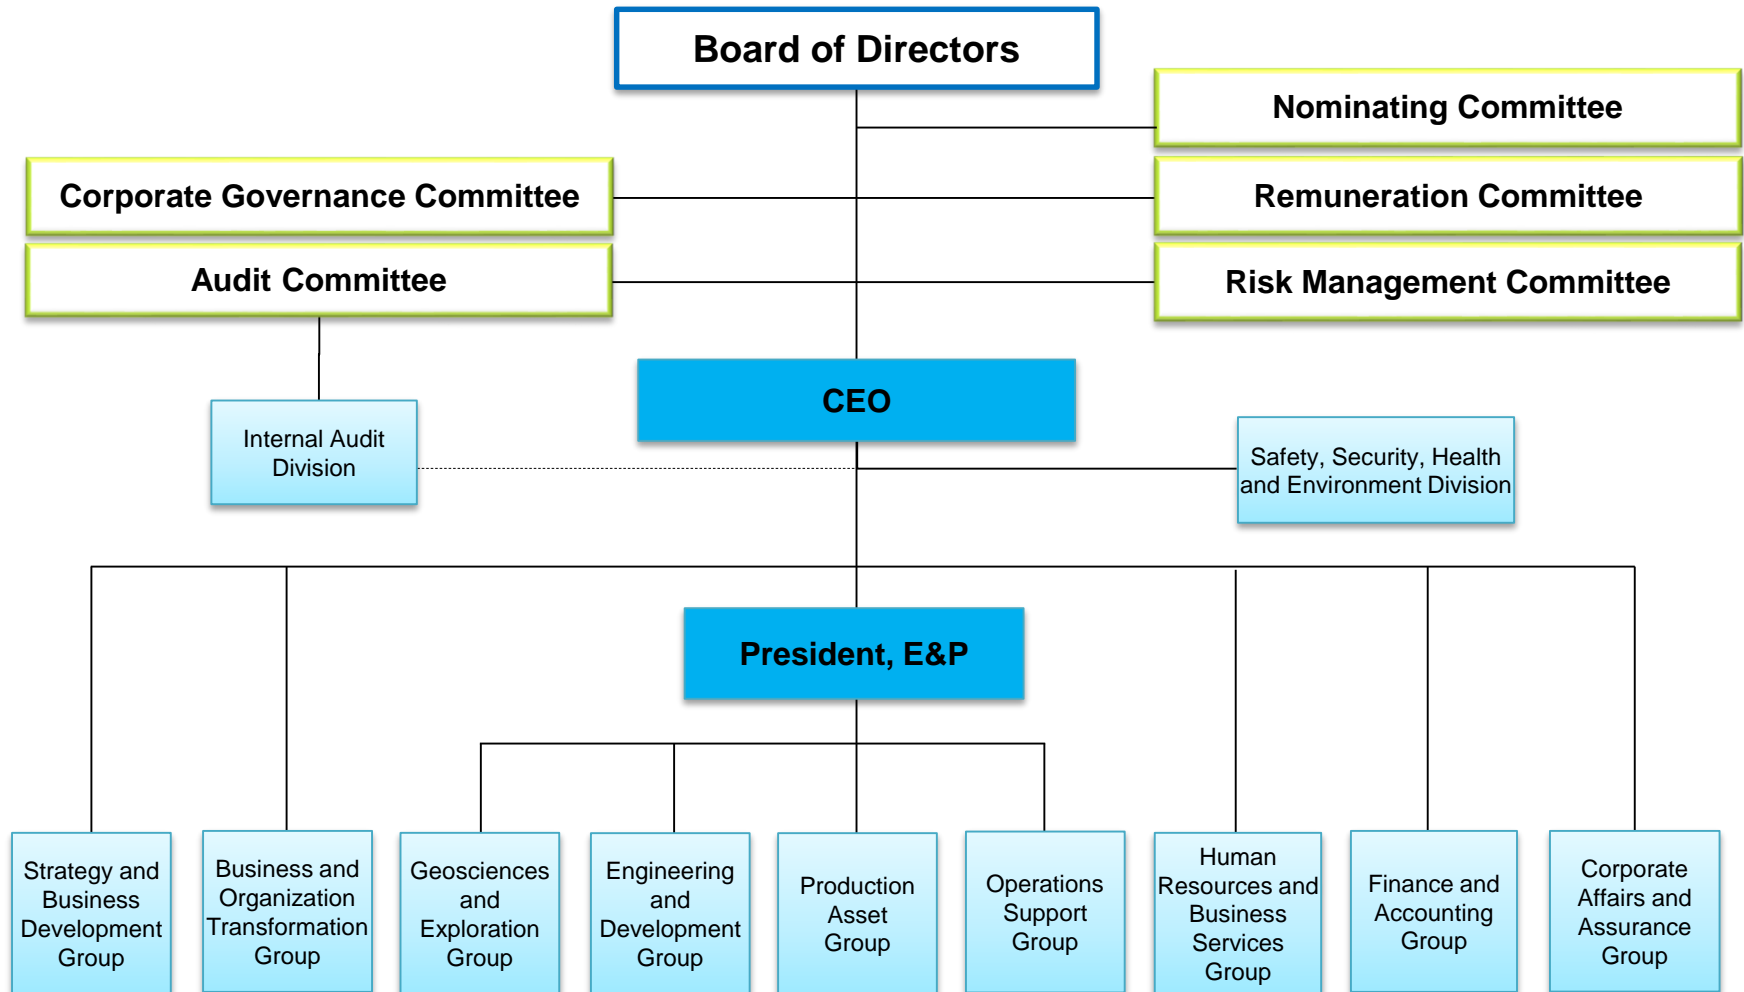 Board of Directors
Nominating Committee
Corporate Governance Committee
Remuneration Committee
Audit Committee
Risk Management Committee
CEO
Internal Audit
Division
Safety, Security, Health
and Environment Division
President, E&P
Strategy and
Business
Development
Group
Business and
Organization
Transformation
Group
Geosciences
and
Exploration
Group
Engineering
and
Development
Group
Production
Asset
Group
Operations
Support
Group
Human
Resources and
Business
Services
Group
Finance and
Accounting
Group
Corporate
Affairs and
Assurance
Group